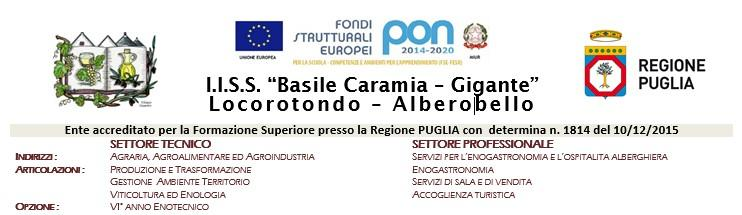 FONDI
STRUTTURALI
EUROPEI
pon
2014-2020
UNIONE EUROPEA
PER LA SCUOLA - COMPETENZE E AMBIENTI PER L'APPRENDIMENTO (FSE-FESR)
MIUR
REGIONE
PUGLIA
I.I.S.S. “Basile Caramia – Gigante”
Locorotondo – Alberobello
Ente accreditato per la Formazione Superiore presso la Regione PUGLIA con determina n. 1814 del 10/12/2015
SETTORE TECNICO SETTORE PROFESSIONALE
INDIRIZZI : AGRARIA, AGROALIMENTARE ED AGROINDUSTRIA SERVIZI PER L'ENOGASTRONOMIA E L'OSPITALITA ALBERGHIERA
ARTICOLAZIONI : PRODUZIONE E TRASFORMAZIONE ENOGASTRONOMIA
GESTIONE AMBIENTE TERRITORIO SERVIZI DI SALA E DI VENDITA
VITICOLTURA ED ENOLOGIA ACCOGLIENZA TURISTICA
OPZIONE : VI° ANNO ENOTECNICO